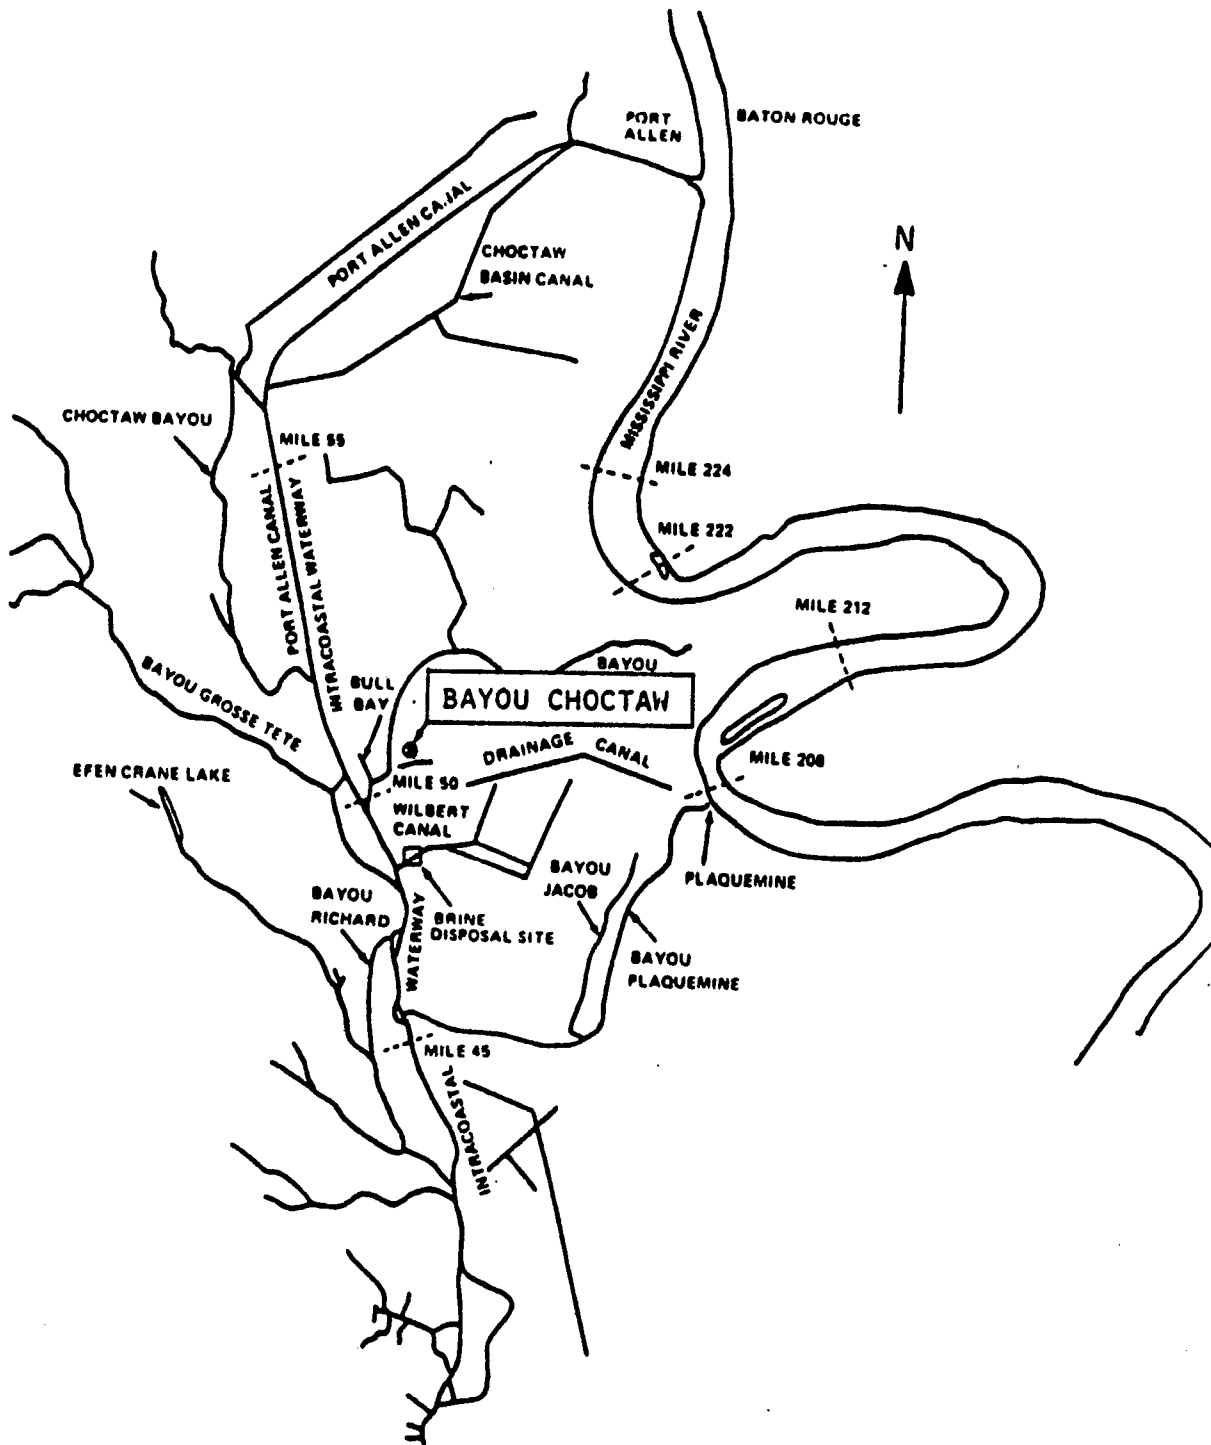 PORT
ALLEN
BATON ROUGE
PORT ALLEN CANAL
N
CHOCTAW
BASIN CANAL
MISSISSIPPI RIVER
CHOCTAW BAYOU
MILE 55
MILE 224
PORT ALLEN CANAL
INTRACOASTAL WATERWAY
MILE 222
MILE 212
BAYOU GROSSE TETE
BULL
BAY
BAYOU
BAYOU CHOCTAW
DRAINAGE CANAL
EFEN CRANE LAKE
MILE 50
MILE 208
WILBERT
CANAL
BAYOU
JACOB
PLAQUEMINE
BAYOU
RICHARD
BRINE
DISPOSAL SITE
WATERWAY
BAYOU
PLAQUEMINE
MILE 45
INTRACOASTAL